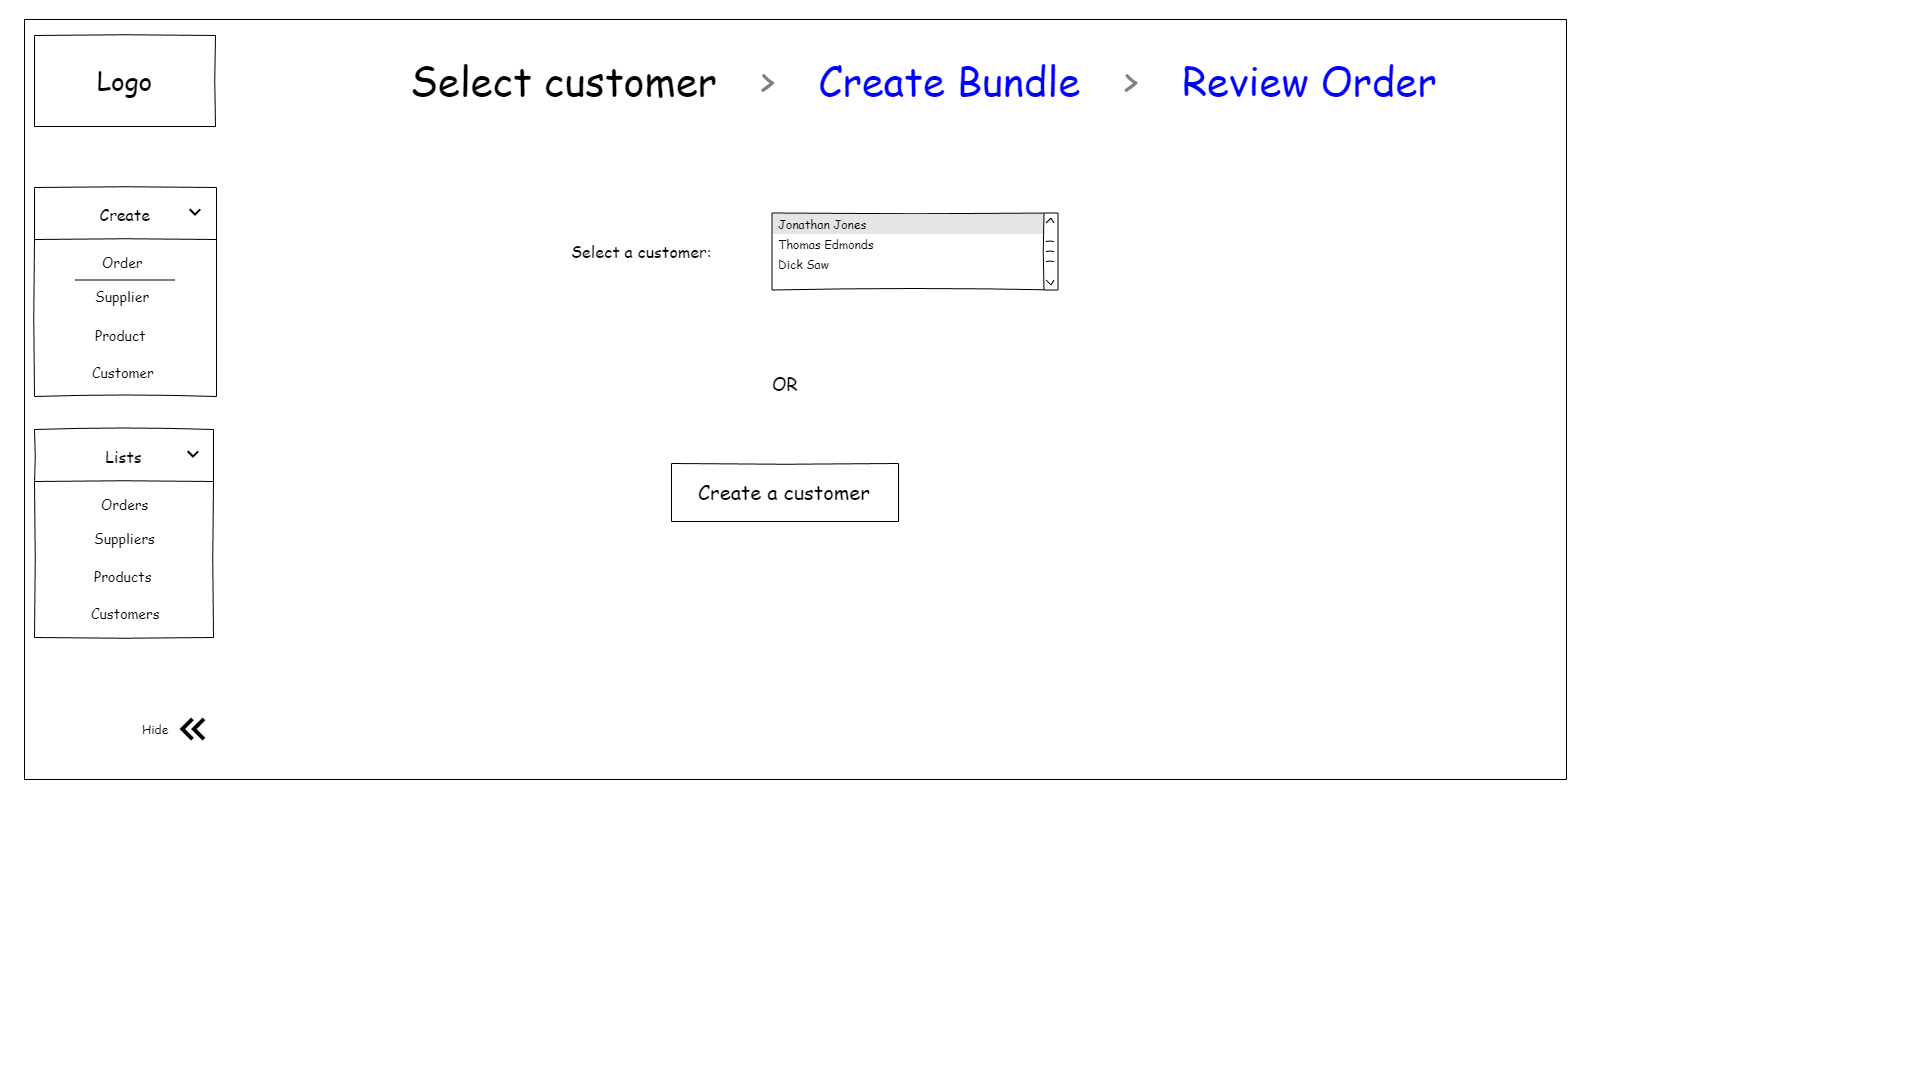 Logo
Select customer > Create Bundle > Review Order
Create
Order
Supplier
Product
Customer
Select a customer:
Jonathan Jones
Thomas Edmonds
Dick Saw
OR
Create a customer
Lists
Orders
Suppliers
Products
Customers
Hide